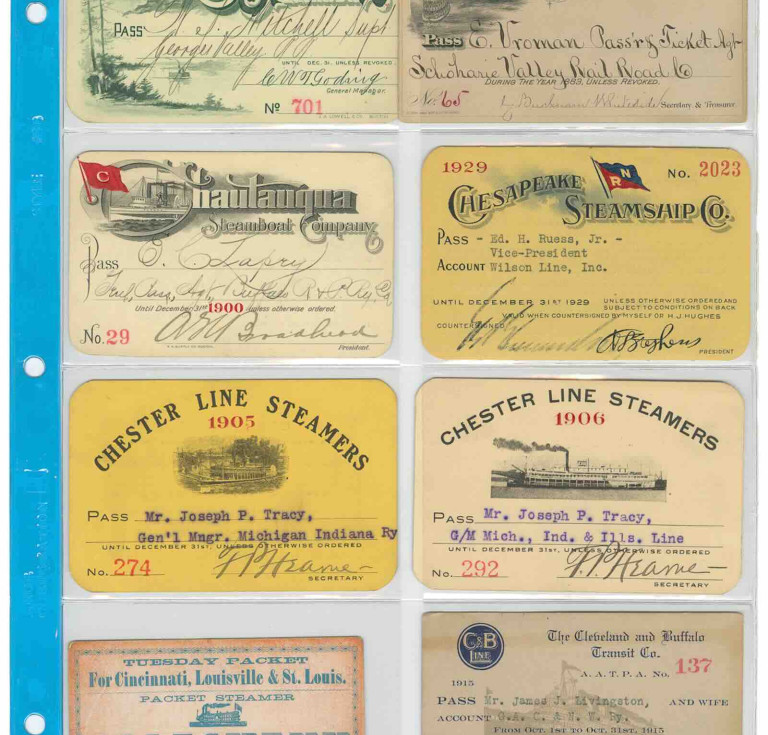 PASS W. S. Mitchell Supt
Georges Valley Ry
UNTIL DEC. 31. UNLESS REVOKED
General Manager.
No 701
Pass E. Vroman Pass'r & Ticket Agt
Schoharie Valley Rail Road Co
DURING THE YEAR 1883, UNLESS REVOKED.
No. 65
Secretary & Treasurer
C
Chautauqua
Steamboat Company
Pass
Until December 31st 1900 unless otherwise ordered.
No. 29
President.
1929 No. 2023
N
R
CHESAPEAKE
STEAMSHIP CO.
PASS - Ed. H. Ruess, Jr. -
Vice-President
ACCOUNT Wilson Line, Inc.
UNTIL DECEMBER 31ST 1929 UNLESS OTHERWISE ORDERED AND
SUBJECT TO CONDITIONS ON BACK
VALID WHEN COUNTERSIGNED BY MYSELF OR H.J HUGHES
COUNTERSIGNED
PRESIDENT
CHESTER LINE STEAMERS
1905
PASS Mr. Joseph P. Tracy,
Gen'l Mngr. Michigan Indiana Ry
UNTIL DECEMBER 31ST, UNLESS OTHERWISE ORDERED
No. 274
SECRETARY
CHESTER LINE STEAMERS
1906
PASS Mr. Joseph P. Tracy,
G/M Mich., Ind. & Ills. Line
UNTIL DECEMBER 31ST, UNLESS OTHERWISE ORDERED
No. 292
SECRETARY
TUESDAY PACKET
For Cincinnati, Louisville & St. Louis.
PACKET STEAMER
C&B
LINE
The Cleveland and Buffalo
Transit Co.
A. A. T. P. A. No. 137
1915
PASS Mr. James J. Livingston, AND WIFE
ACCOUNT G.A. C. & N. W. Ry.
FROM OCT. 1ST TO OCT. 31ST, 1915